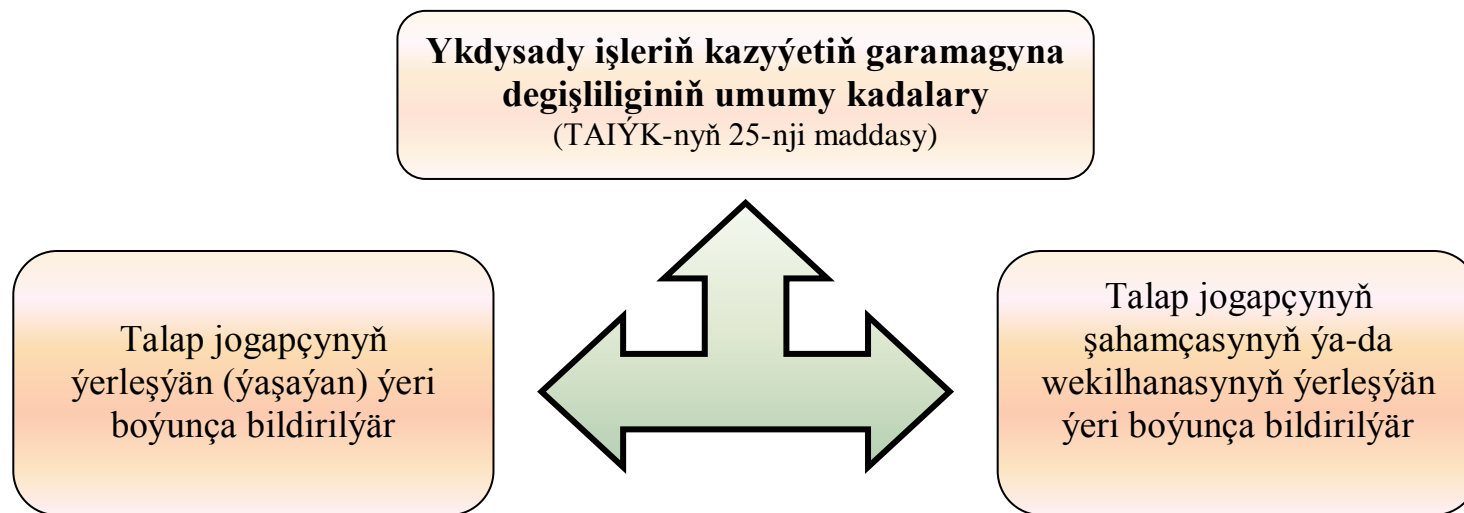 Ykdysady işleriň kazyýetiň garamagyna
degişliliginiň umumy kadalary
(TAIÝK-nyň 25-nji maddasy)
Talap jogapçynyň
ýerleşýän (ýaşaýan) ýeri
boýunça bildirilýär
Talap jogapçynyň
şahamçasynyň ýa-da
wekilhanasynyň ýerleşýän
ýeri boýunça bildirilýär